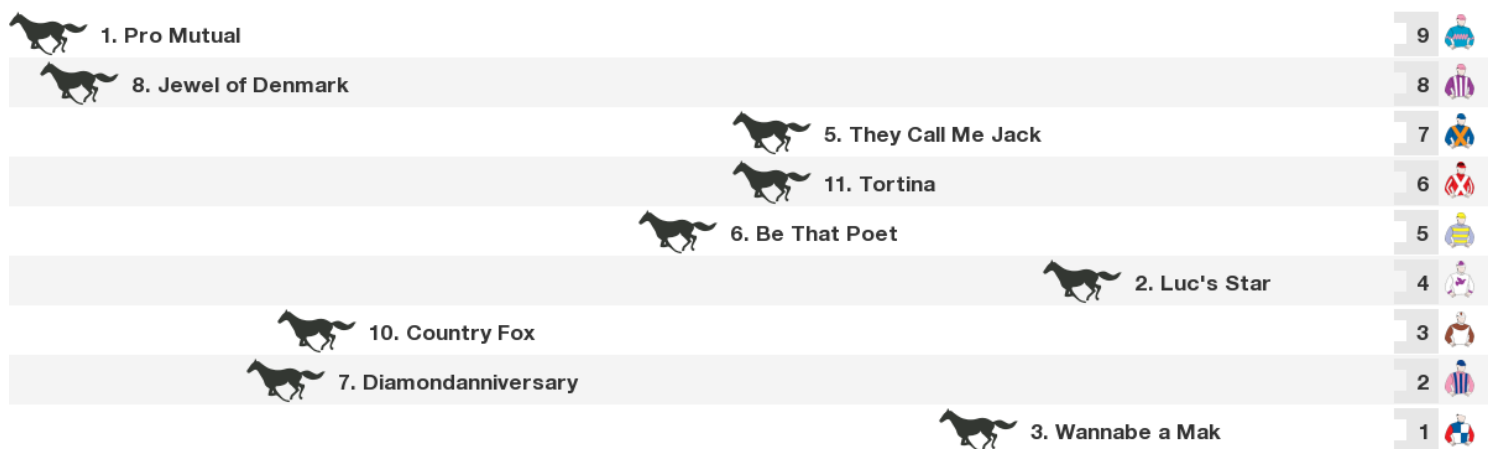 1. Pro Mutual 9
8. Jewel of Denmark 8
5. They Call Me Jack 7
11. Tortina 6
6. Be That Poet 5
2. Luc's Star 4
10. Country Fox 3
7. Diamondanniversary 2
3. Wannabe a Mak 1